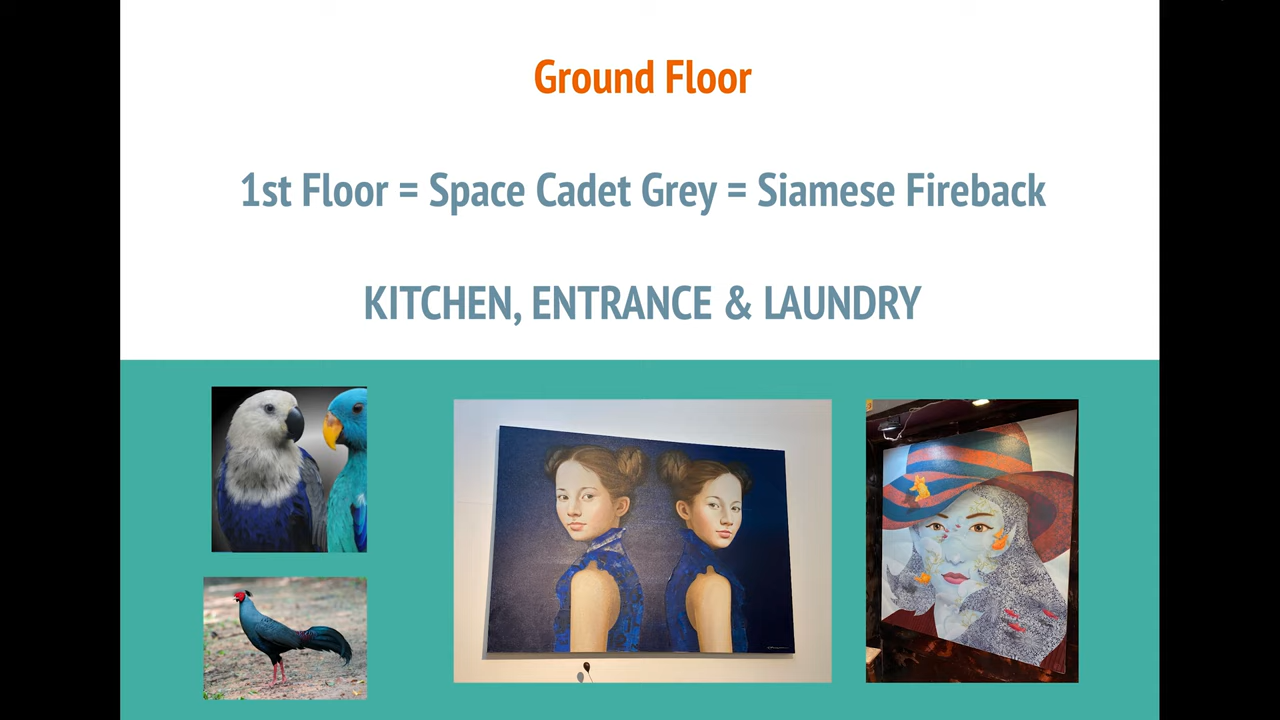 Ground Floor
1st Floor = Space Cadet Grey = Siamese Fireback
KITCHEN, ENTRANCE & LAUNDRY